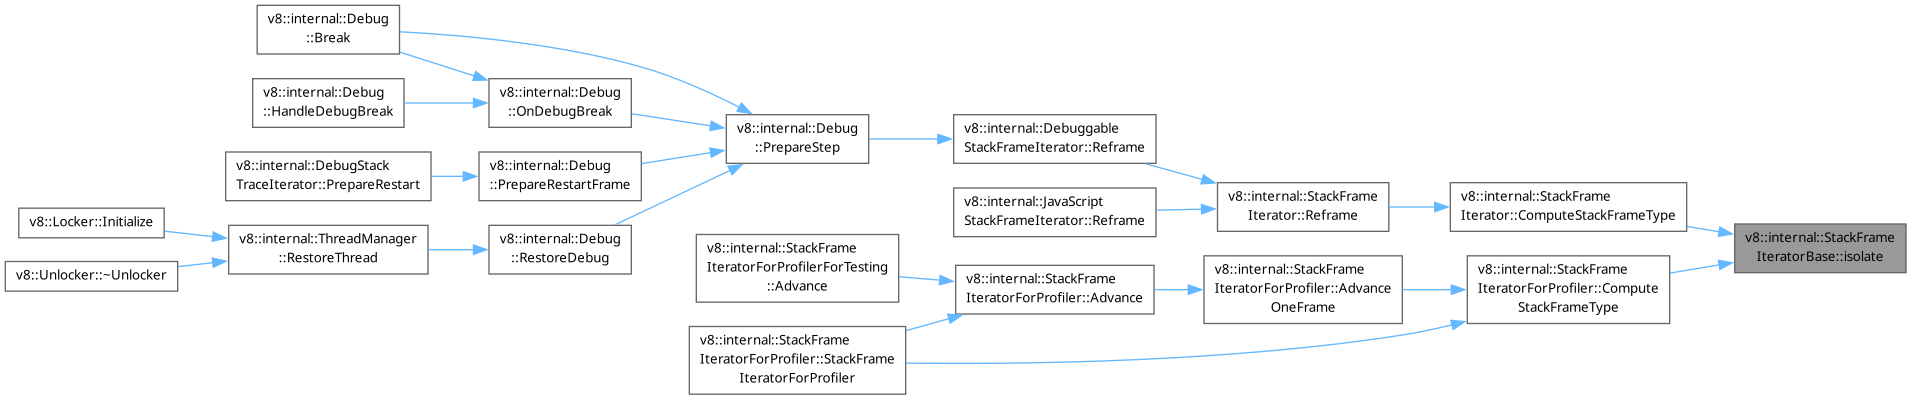 v8::internal::Debug
::Break
v8::internal::Debug
::HandleDebugBreak
v8::internal::Debug
::OnDebugBreak
v8::internal::DebugStack
TraceIterator::PrepareRestart
v8::internal::Debug
::PrepareRestartFrame
v8::Locker::Initialize
v8::Unlocker::~Unlocker
v8::internal::ThreadManager
::RestoreThread
v8::internal::Debug
::RestoreDebug
v8::internal::Debug
::PrepareStep
v8::internal::Debuggable
StackFrameIterator::Reframe
v8::internal::JavaScript
StackFrameIterator::Reframe
v8::internal::StackFrame
IteratorForProfilerForTesting
::Advance
v8::internal::StackFrame
IteratorForProfiler::Advance
v8::internal::StackFrame
IteratorForProfiler::StackFrame
IteratorForProfiler
v8::internal::StackFrame
Iterator::Reframe
v8::internal::StackFrame
IteratorForProfiler::Advance
OneFrame
v8::internal::StackFrame
Iterator::ComputeStackFrameType
v8::internal::StackFrame
IteratorForProfiler::Compute
StackFrameType
v8::internal::StackFrame
IteratorBase::isolate